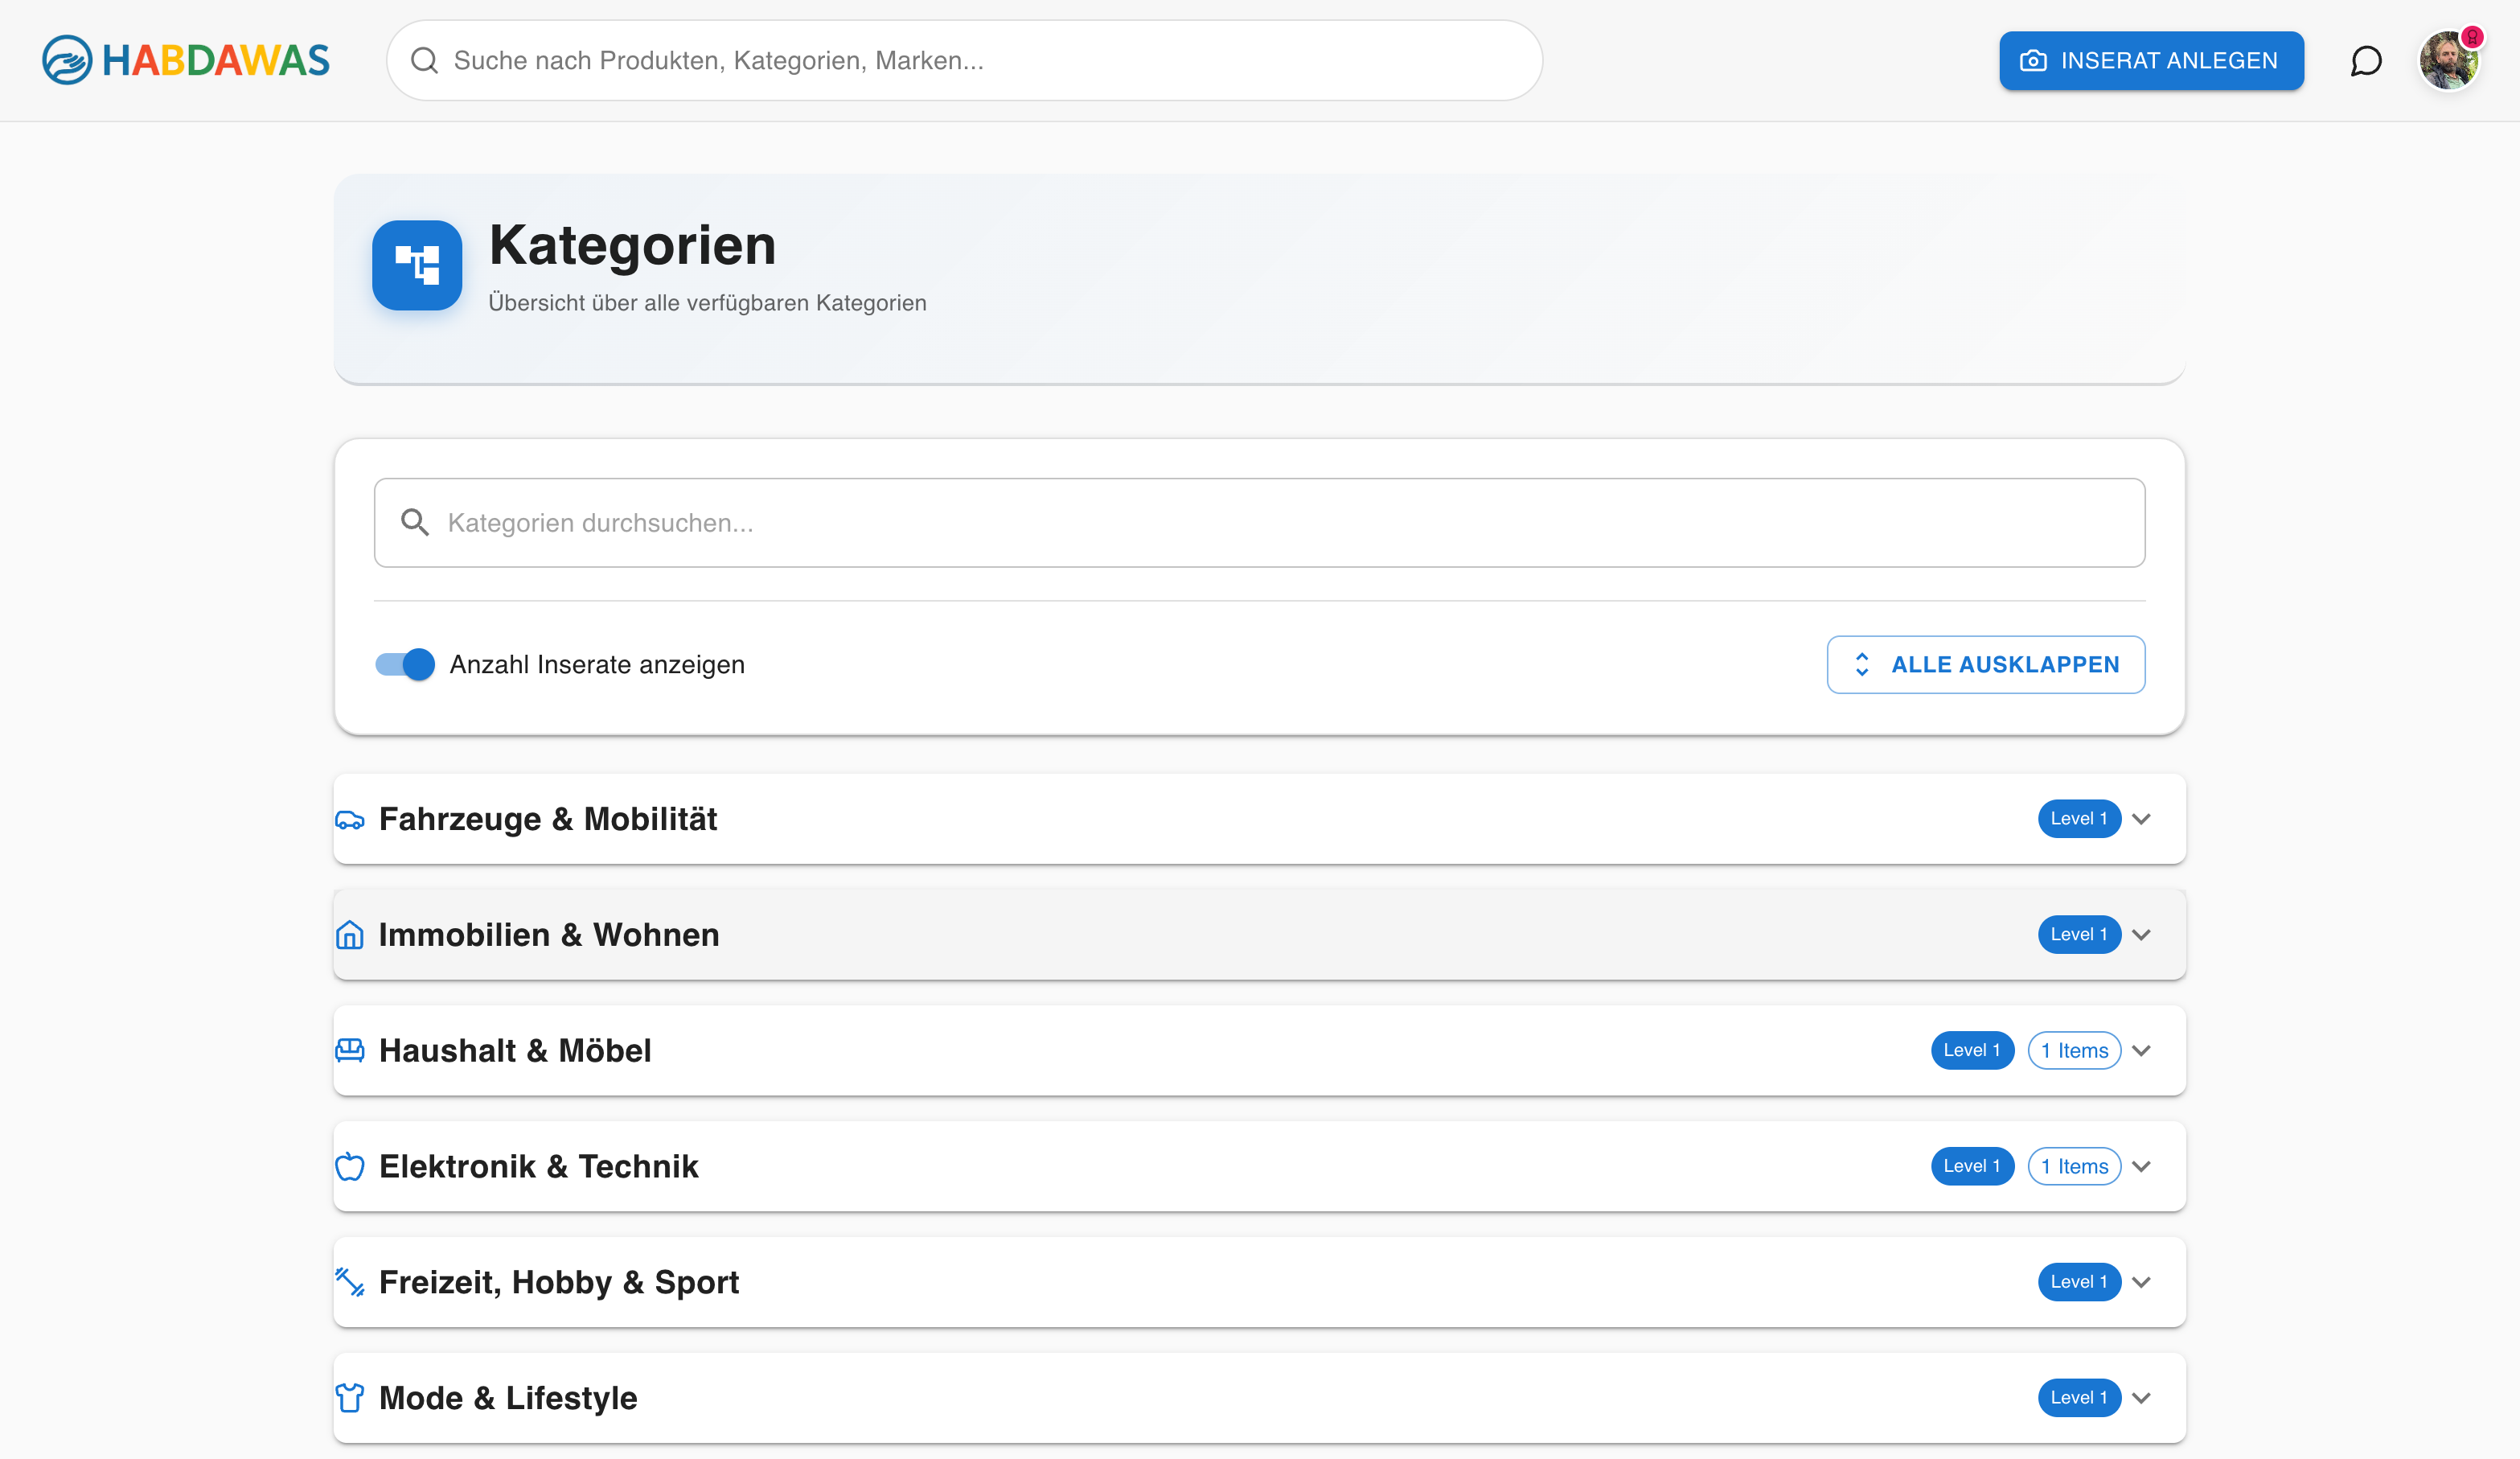 HABDAWAS
Suche nach Produkten, Kategorien, Marken...
INSERAT ANLEGEN
Kategorien
Übersicht über alle verfügbaren Kategorien
Kategorien durchsuchen...
Anzahl Inserate anzeigen
ALLE AUSKLAPPEN
Fahrzeuge & Mobilität
Level 1
Immobilien & Wohnen
Level 1
Haushalt & Möbel
Level 1
1 Items
Elektronik & Technik
Level 1
1 Items
Freizeit, Hobby & Sport
Level 1
Mode & Lifestyle
Level 1